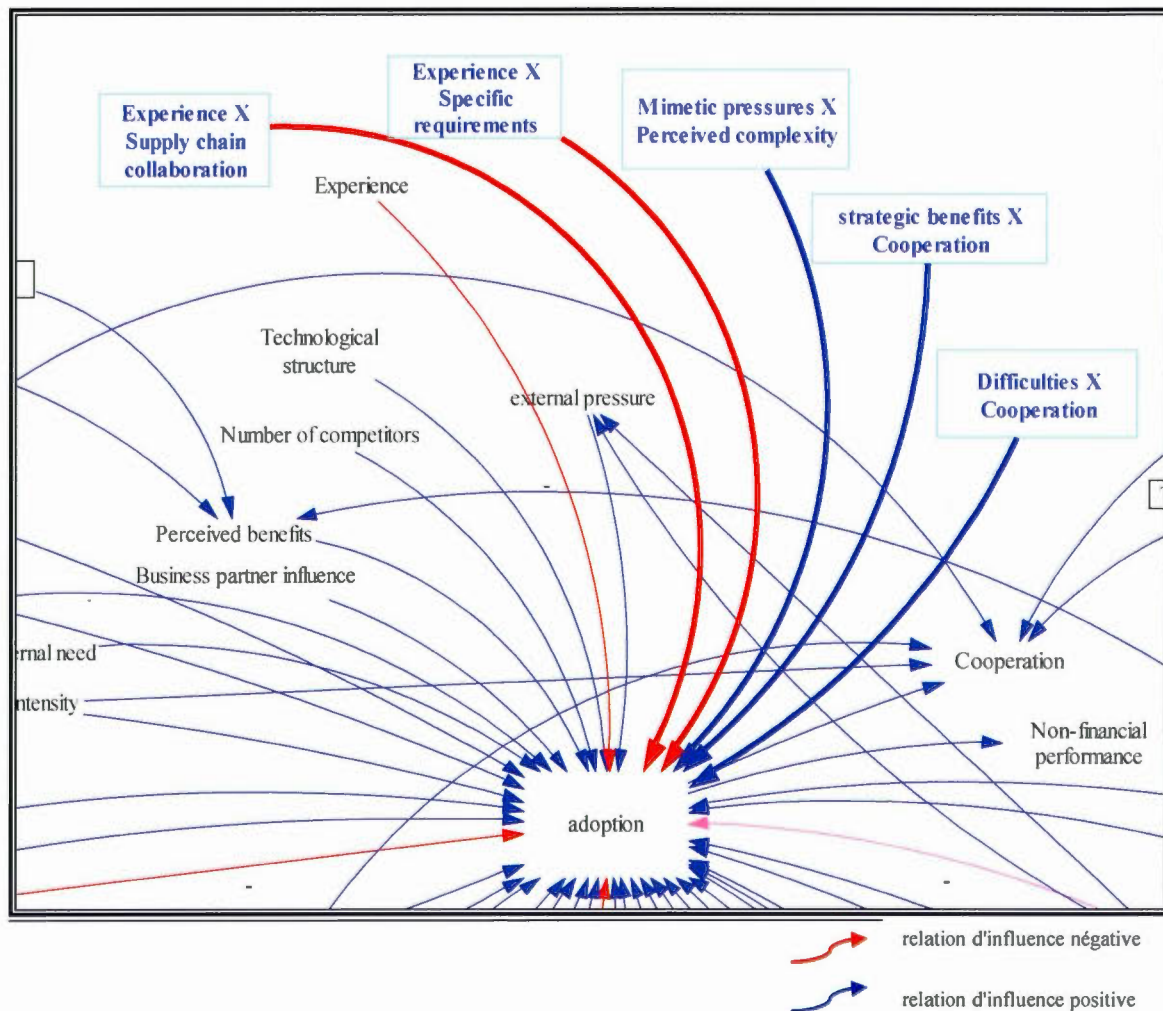 Experience X
Supply chain
collaboration
Experience X
Specific
requirements
Mimetic pressures X
Perceived complexity
strategic benefits X
Cooperation
Difficulties X
Cooperation
Experience
Technological
structure
external pressure
Number of competitors
Perceived benefits
Business partner influence
ernal need
intensity
Cooperation
Non-financial
performance
adoption
relation d'influence négative
relation d'influence positive